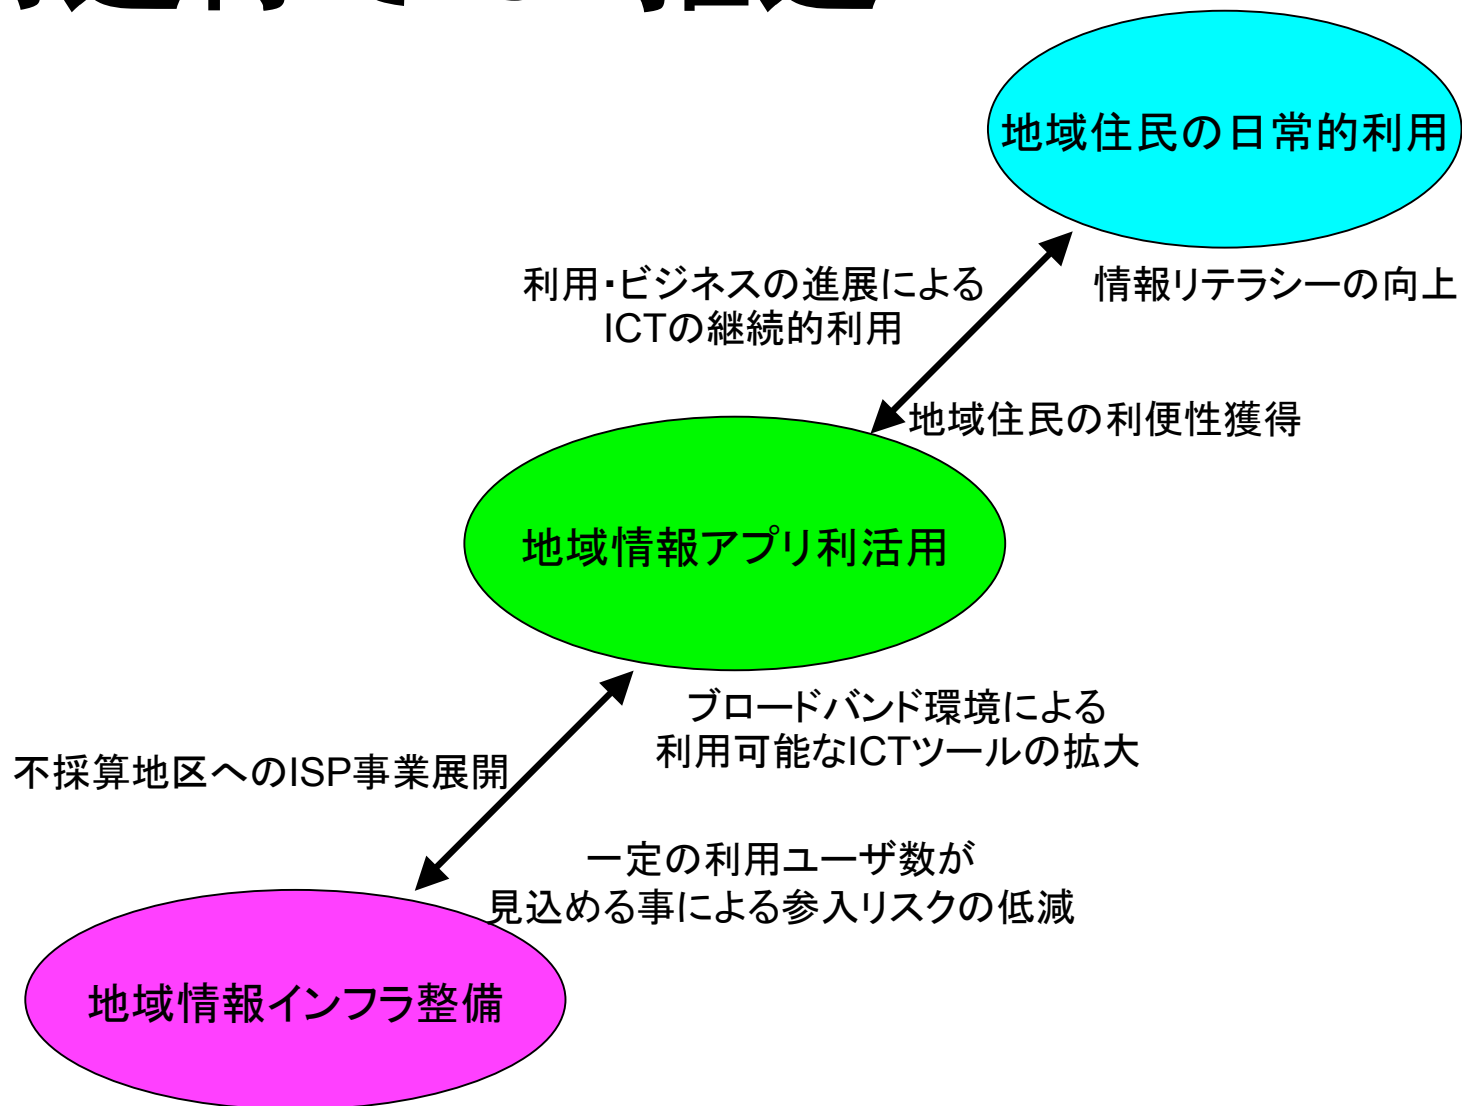 推進
地域住民の日常的利用
利用・ビジネスの進展による
ICTの継続的利用
情報リテラシーの向上
地域住民の利便性獲得
地域情報アプリ利活用
ブロードバンド環境による
利用可能なICTツールの拡大
不採算地区へのISP事業展開
一定の利用ユーザ数が
見込める事による参入リスクの低減
地域情報インフラ整備